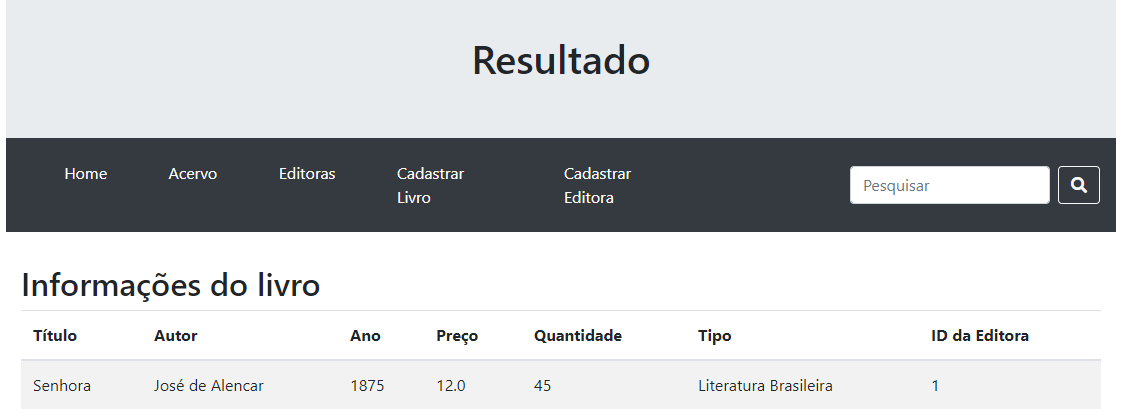 Resultado
Home Acervo Editoras Cadastrar Livro Cadastrar Editora Pesquisar
Informações do livro
Título Autor Ano Preço Quantidade Tipo ID da Editora
Senhora José de Alencar 1875 12.0 45 Literatura Brasileira 1